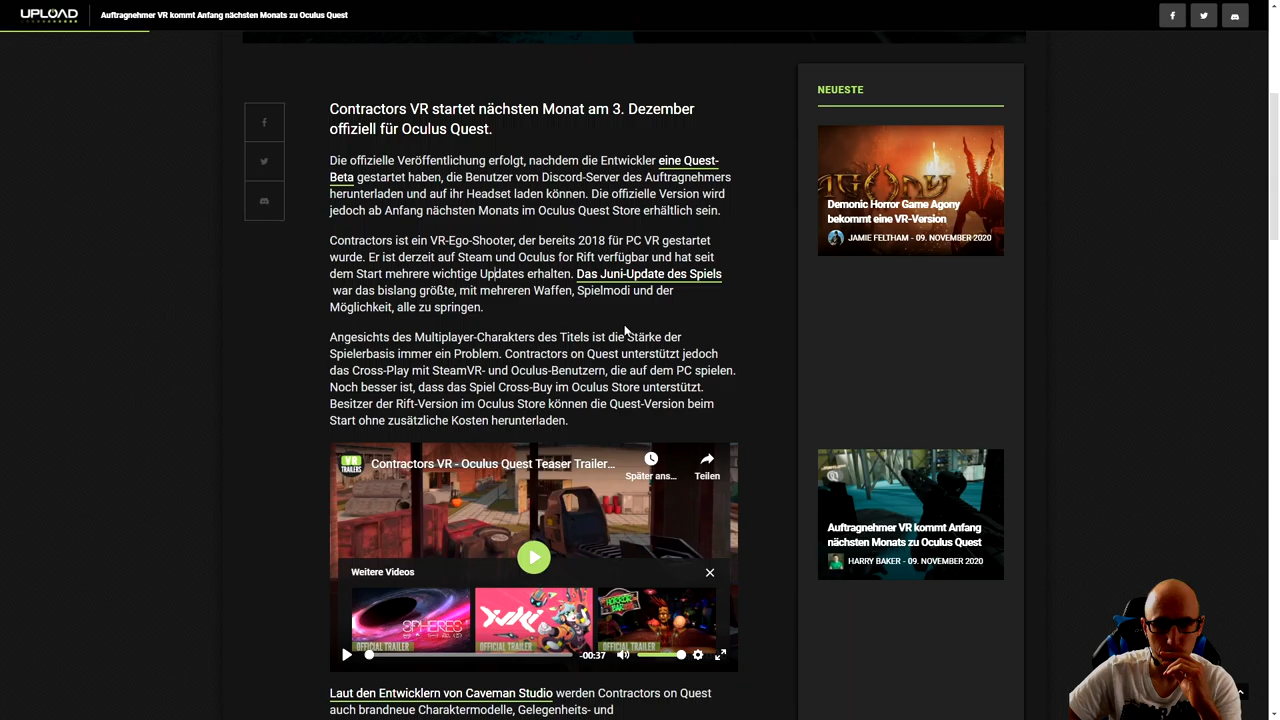 UPLOAD
Auftragnehmer VR kommt Anfang nächsten Monats zu Oculus Quest
Contractors VR startet nächsten Monat am 3. Dezember
offiziell für Oculus Quest.
Die offizielle Veröffentlichung erfolgt, nachdem die Entwickler eine Quest-
Beta gestartet haben, die Benutzer vom Discord-Server des Auftragnehmers
herunterladen und auf ihr Headset laden können. Die offizielle Version wird
jedoch ab Anfang nächsten Monats im Oculus Quest Store erhältlich sein.
Contractors ist ein VR-Ego-Shooter, der bereits 2018 für PC VR gestartet
wurde. Er ist derzeit auf Steam und Oculus for Rift verfügbar und hat seit
dem Start mehrere wichtige Updates erhalten. Das Juni-Update des Spiels
war das bislang größte, mit mehreren Waffen, Spielmodi und der
Möglichkeit, alle zu springen.
Angesichts des Multiplayer-Charakters des Titels ist die Stärke der
Spielerbasis immer ein Problem. Contractors on Quest unterstützt jedoch
das Cross-Play mit SteamVR- und Oculus-Benutzern, die auf dem PC spielen.
Noch besser ist, dass das Spiel Cross-Buy im Oculus Store unterstützt.
Besitzer der Rift-Version im Oculus Store können die Quest-Version beim
Start ohne zusätzliche Kosten herunterladen.
VR
TRAILERS
Contractors VR - Oculus Quest Teaser Trailer...
Später ans...
Teilen
Weitere Videos
SPHERES
OFFICIAL TRAILER
YUKI
OFFICIAL TRAILER
HORROR
BAR
OFFICIAL TRAILER
-00:37
Laut den Entwicklern von Caveman Studio werden Contractors on Quest
auch brandneue Charaktermodelle, Gelegenheits- und
NEUESTE
AGONY
Demonic Horror Game Agony
bekommt eine VR-Version
JAMIE FELTHAM - 09. NOVEMBER 2020
Auftragnehmer VR kommt Anfang
nächsten Monats zu Oculus Quest
HARRY BAKER - 09. NOVEMBER 2020